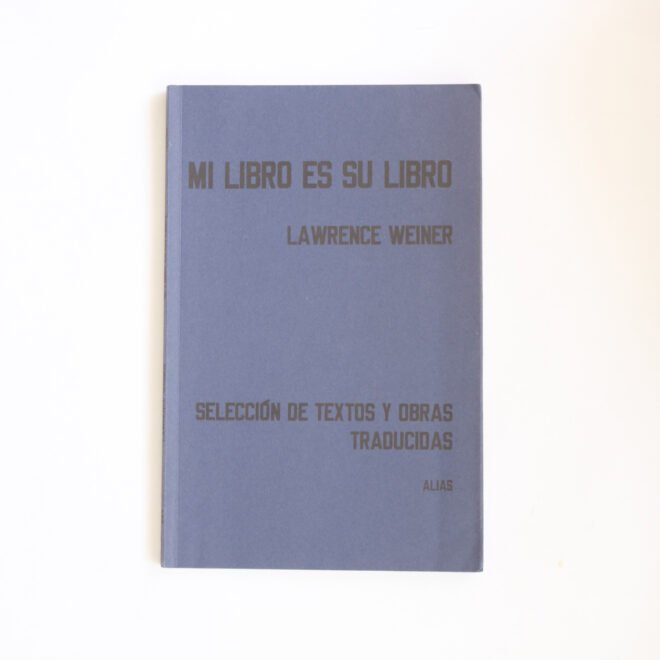 MI LIBRO ES SU LIBRO
LAWRENCE WEINER
SELECCIÓN DE TEXTOS Y OBRAS
TRADUCIDAS
ALIAS